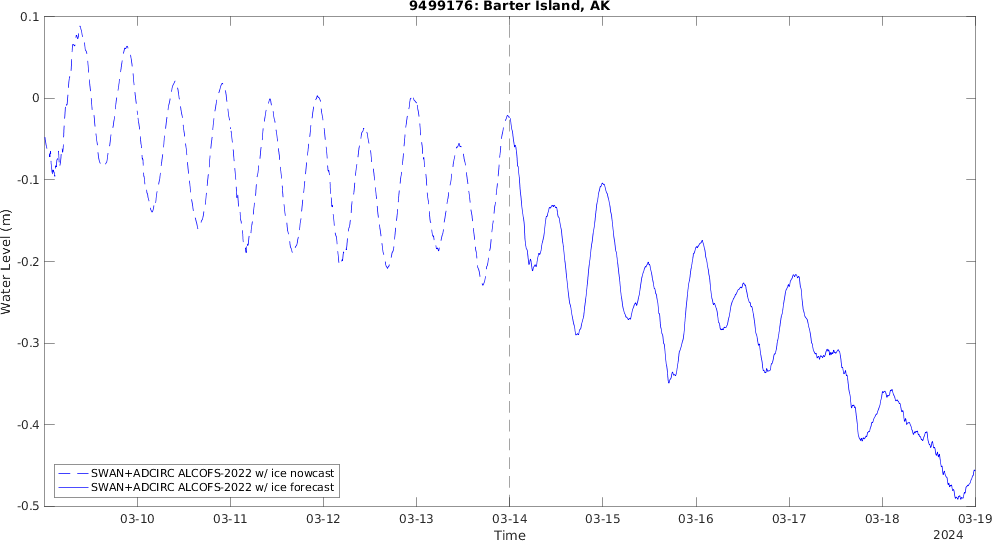 9499176: Barter Island, AK
0.1
0
-0.1
-0.2
-0.3
-0.4
-0.5
Water Level (m)
SWAN+ADCIRC ALCOFS-2022 w/ ice nowcast
SWAN+ADCIRC ALCOFS-2022 w/ ice forecast
03-10 03-11 03-12 03-13 03-14 03-15 03-16 03-17 03-18 03-19
Time
2024